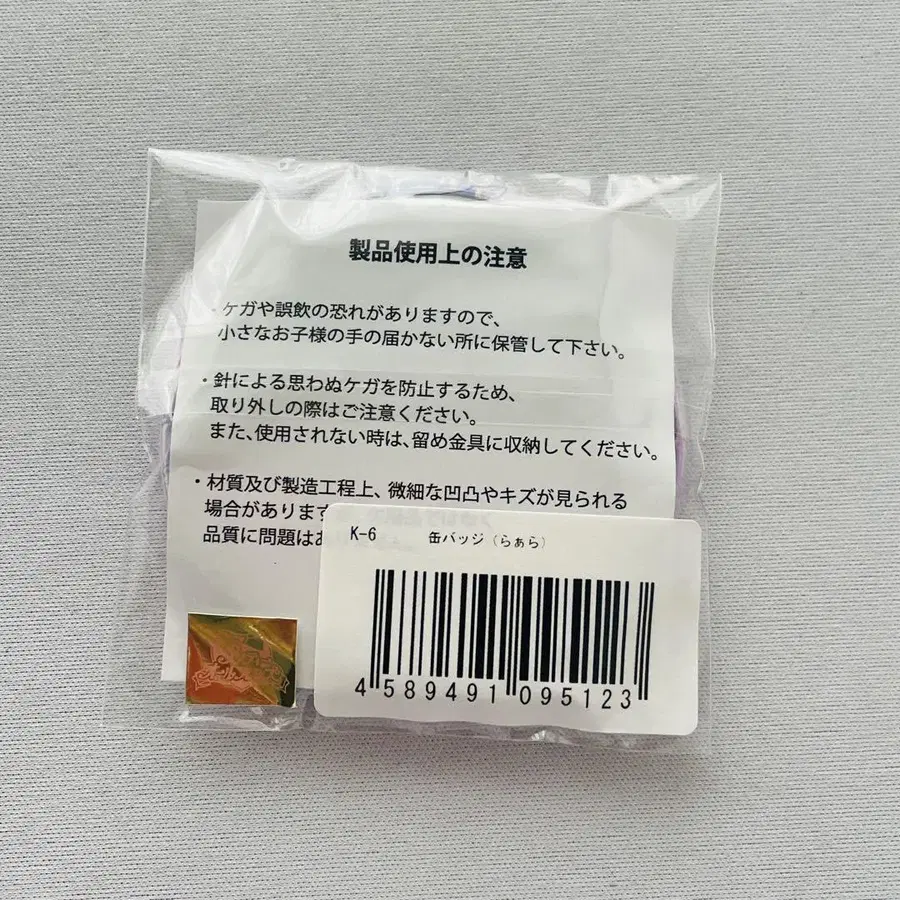 製品使用上の注意
・ケガや誤飲の恐れがありますので、
小さなお子様の手の届かない所に保管して下さい。
・針による思わぬケガを防止するため、
取り外しの際はご注意ください。
また、使用されない時は、留め金具に収納してください。
・材質及び製造工程上、微細な凹凸やキズが見られる
場合があります
品質に問題はあ
K-6 缶バッジ（らぁら）
4 589491 095123